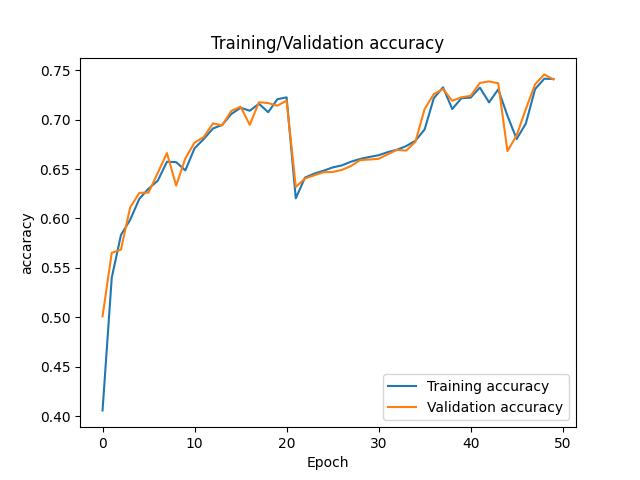 Training/Validation accuracy
accaracy
0.75
0.70
0.65
0.60
0.55
0.50
0.45
0.40
0 10 20 30 40 50
Epoch
Training accuracy
Validation accuracy